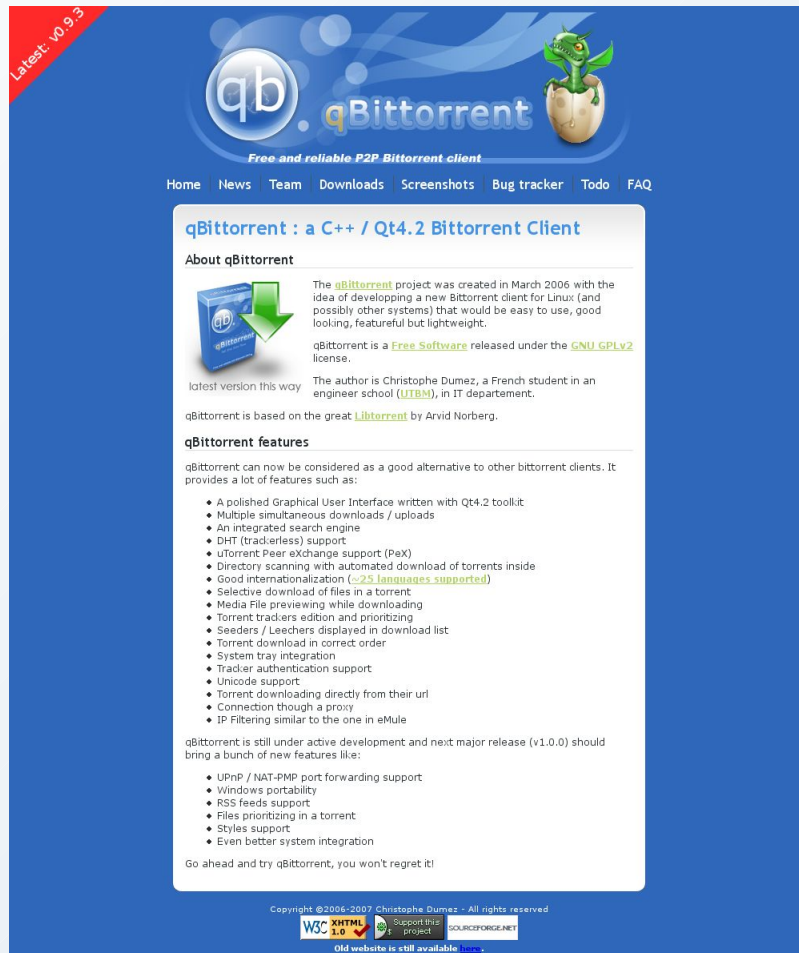 Latest: v0.9.3
qb
qBittorrent
Free and reliable P2P Bittorrent client
Home News Team Downloads Screenshots Bug tracker Todo FAQ
qBittorrent : a C++ / Qt4.2 Bittorrent Client
About qBittorrent
The qBittorrent project was created in March 2006 with the
idea of developping a new Bittorrent client for Linux (and
possibly other systems) that would be easy to use, good
looking, featureful but lightweight.
qb.
qBittorrent
latest version this way
qBittorrent is a Free Software released under the GNU GPLv2
license.
The author is Christophe Dumez, a French student in an
engineer school (UTBM), in IT departement.
qBittorrent is based on the great Libtorrent by Arvid Norberg.
qBittorrent features
qBittorrent can now be considered as a good alternative to other bittorrent clients. It
provides a lot of features such as:
A polished Graphical User Interface written with Qt4.2 toolkit
Multiple simultaneous downloads / uploads
An integrated search engine
DHT (trackerless) support
uTorrent Peer eXchange support (PeX)
Directory scanning with automated download of torrents inside
Good internationalization (~25 languages supported)
Selective download of files in a torrent
Media File previewing while downloading
Torrent trackers edition and prioritizing
Seeders / Leechers displayed in download list
Torrent download in correct order
System tray integration
Tracker authentication support
Unicode support
Torrent downloading directly from their url
Connection though a proxy
IP Filtering similar to the one in eMule
qBittorrent is still under active development and next major release (v1.0.0) should
bring a bunch of new features like:
UPnP / NAT-PMP port forwarding support
Windows portability
RSS feeds support
Files prioritizing in a torrent
Styles support
Even better system integration
Go ahead and try qBittorrent, you won't regret it!
Copyright ©2006-2007 Christophe Dumez - All rights reserved
W3C XHTML 1.0
Support this project
SOURCEFORGE.NET
Old website is still available here.